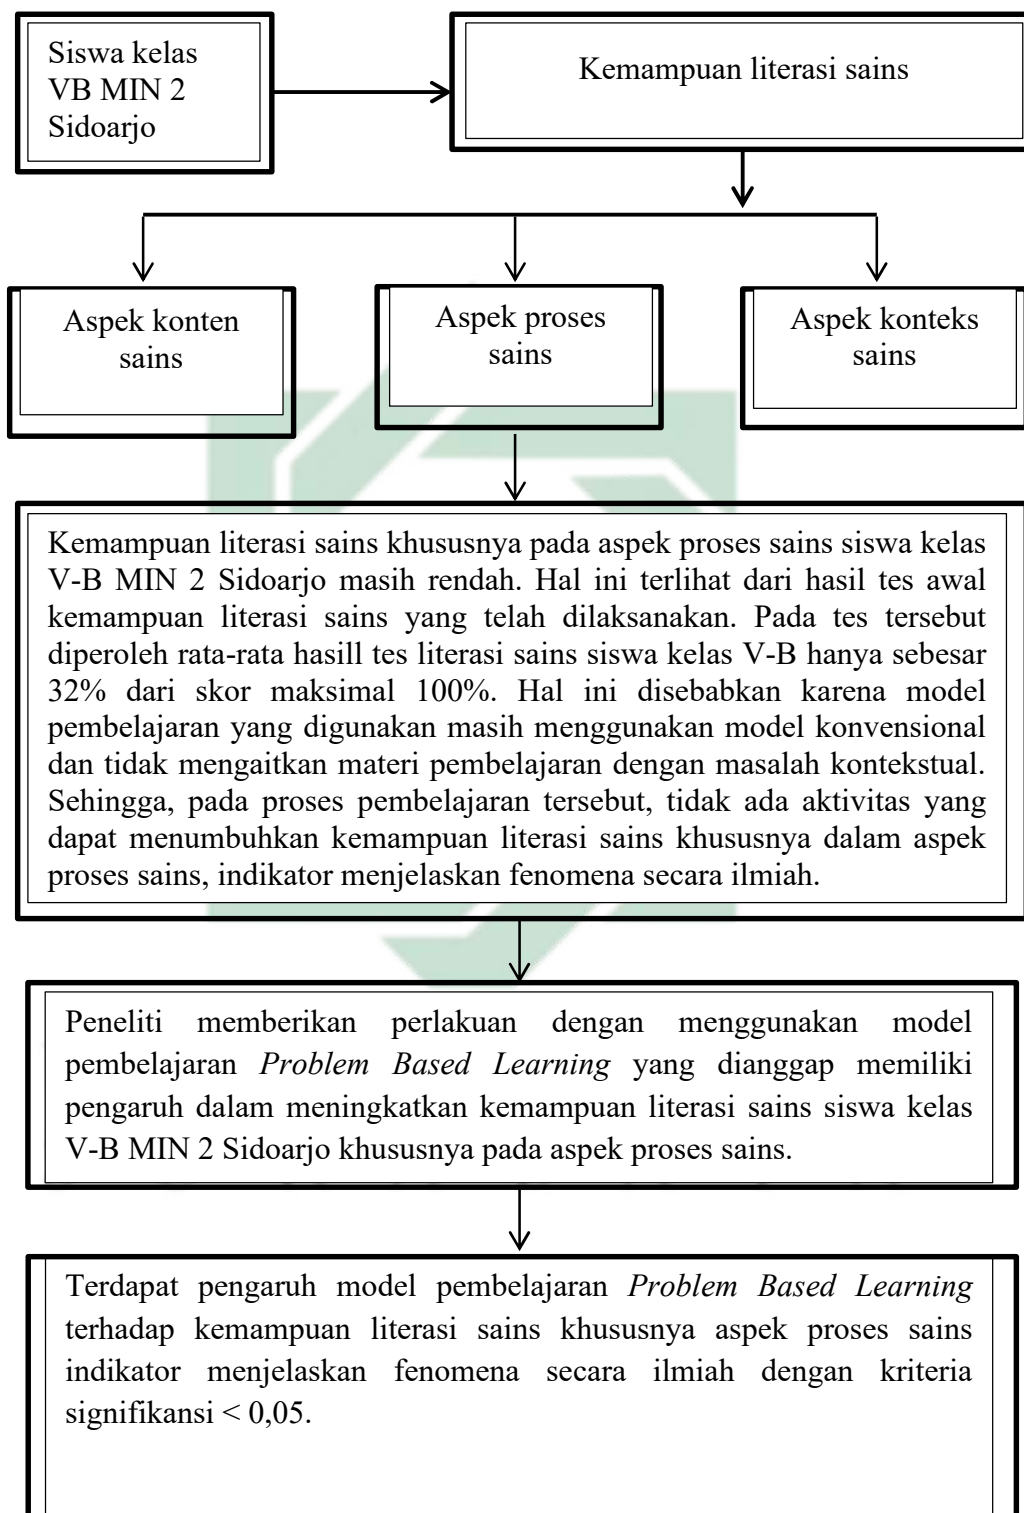 Siswa kelas
VB MIN 2
Sidoarjo
Kemampuan literasi sains
Aspek konten
sains
Aspek proses
sains
Aspek konteks
sains
Kemampuan literasi sains khususnya pada aspek proses sains siswa kelas
V-B MIN 2 Sidoarjo masih rendah. Hal ini terlihat dari hasil tes awal
kemampuan literasi sains yang telah dilaksanakan. Pada tes tersebut
diperoleh rata-rata hasill tes literasi sains siswa kelas V-B hanya sebesar
32% dari skor maksimal 100%. Hal ini disebabkan karena model
pembelajaran yang digunakan masih menggunakan model konvensional
dan tidak mengaitkan materi pembelajaran dengan masalah kontekstual.
Sehingga, pada proses pembelajaran tersebut, tidak ada aktivitas yang
dapat menumbuhkan kemampuan literasi sains khususnya dalam aspek
proses sains, indikator menjelaskan fenomena secara ilmiah.
Peneliti memberikan perlakuan dengan menggunakan model
pembelajaran Problem Based Learning yang dianggap memiliki
pengaruh dalam meningkatkan kemampuan literasi sains siswa kelas
V-B MIN 2 Sidoarjo khususnya pada aspek proses sains.
Terdapat pengaruh model pembelajaran Problem Based Learning
terhadap kemampuan literasi sains khususnya aspek proses sains
indikator menjelaskan fenomena secara ilmiah dengan kriteria
signifikansi < 0,05.